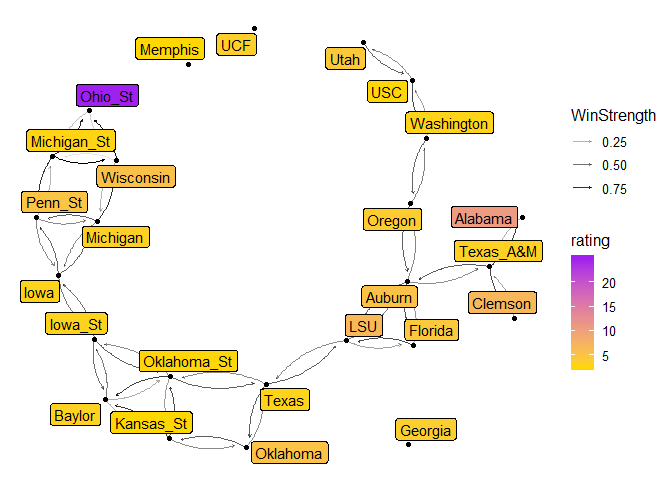 UCF
Memphis
Utah
USC
Ohio_St
WinStrength
Washington
Michigan_St
0.25
0.50
Wisconsin
0.75
Penn_St
Oregon
Alabama
Michigan
rating
Texas_A&M
20
Iowa
Auburn
Clemson
15
Iowa_St
LSU
Florida
10
Oklahoma_St
5
Texas
Baylor
Kansas_St
Georgia
Oklahoma